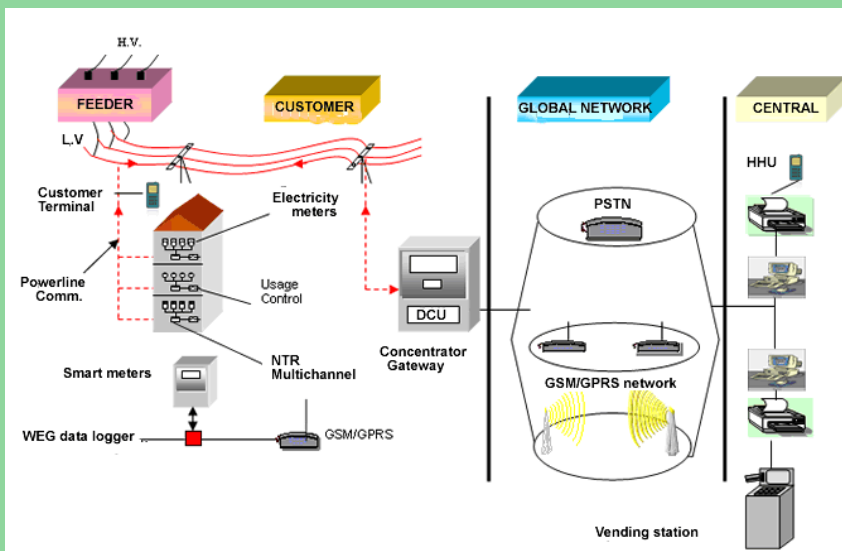 H.V.
FEEDER
CUSTOMER
GLOBAL NETWORK
CENTRAL
L.V
Customer
Terminal
Electricity
meters
HHU
PSTN
Powerline
Comm.
Usage
Control
DCU
Concentrator
Gateway
NTR
Multichannel
Smart meters
GSM/GPRS network
WEG data logger
GSM/GPRS
Vending station